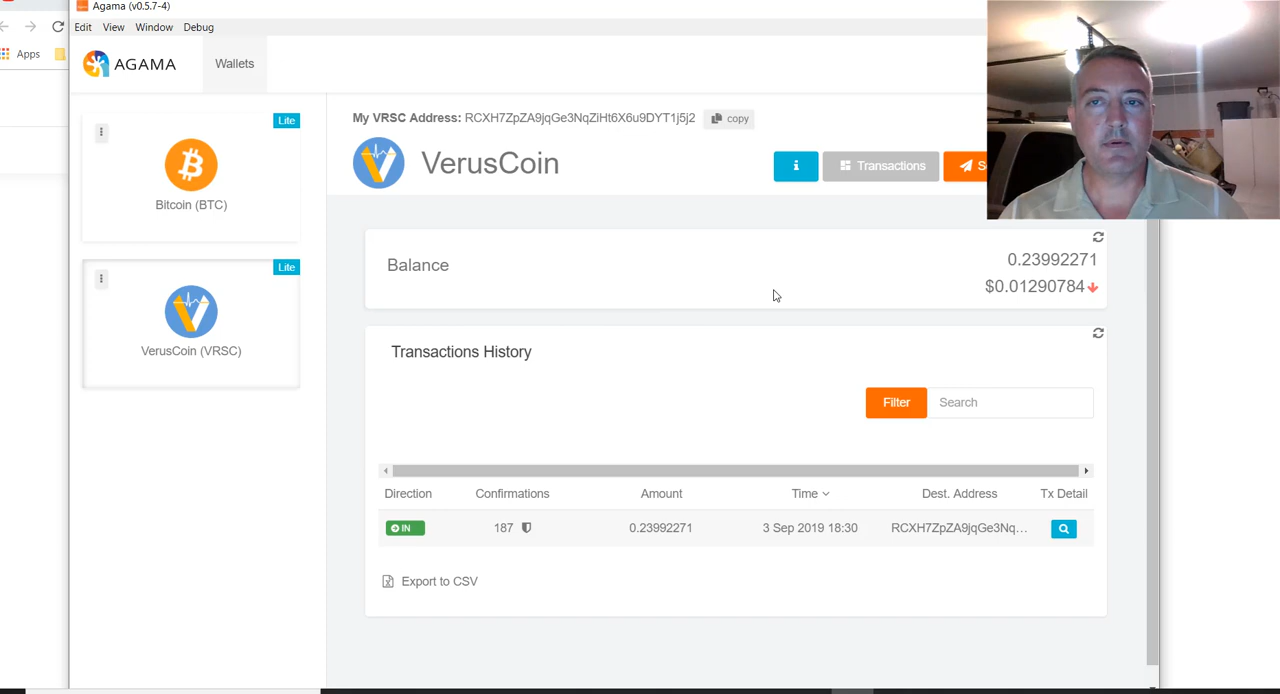 Agama (v0.5.7-4)
Edit View Window Debug
Apps
AGAMA
Wallets
Lite
Bitcoin (BTC)
Lite
VerusCoin (VRSC)
My VRSC Address: RCXH7ZpZA9jqGe3NqZiHt6X6u9DYT1j5j2 copy
VerusCoin
i Transactions S
Balance
0.23992271
$0.01290784
Transactions History
Filter Search
Direction Confirmations Amount Time Dest. Address Tx Detail
IN 187 0.23992271 3 Sep 2019 18:30 RCXH7ZpZA9jqGe3Nq...
Export to CSV